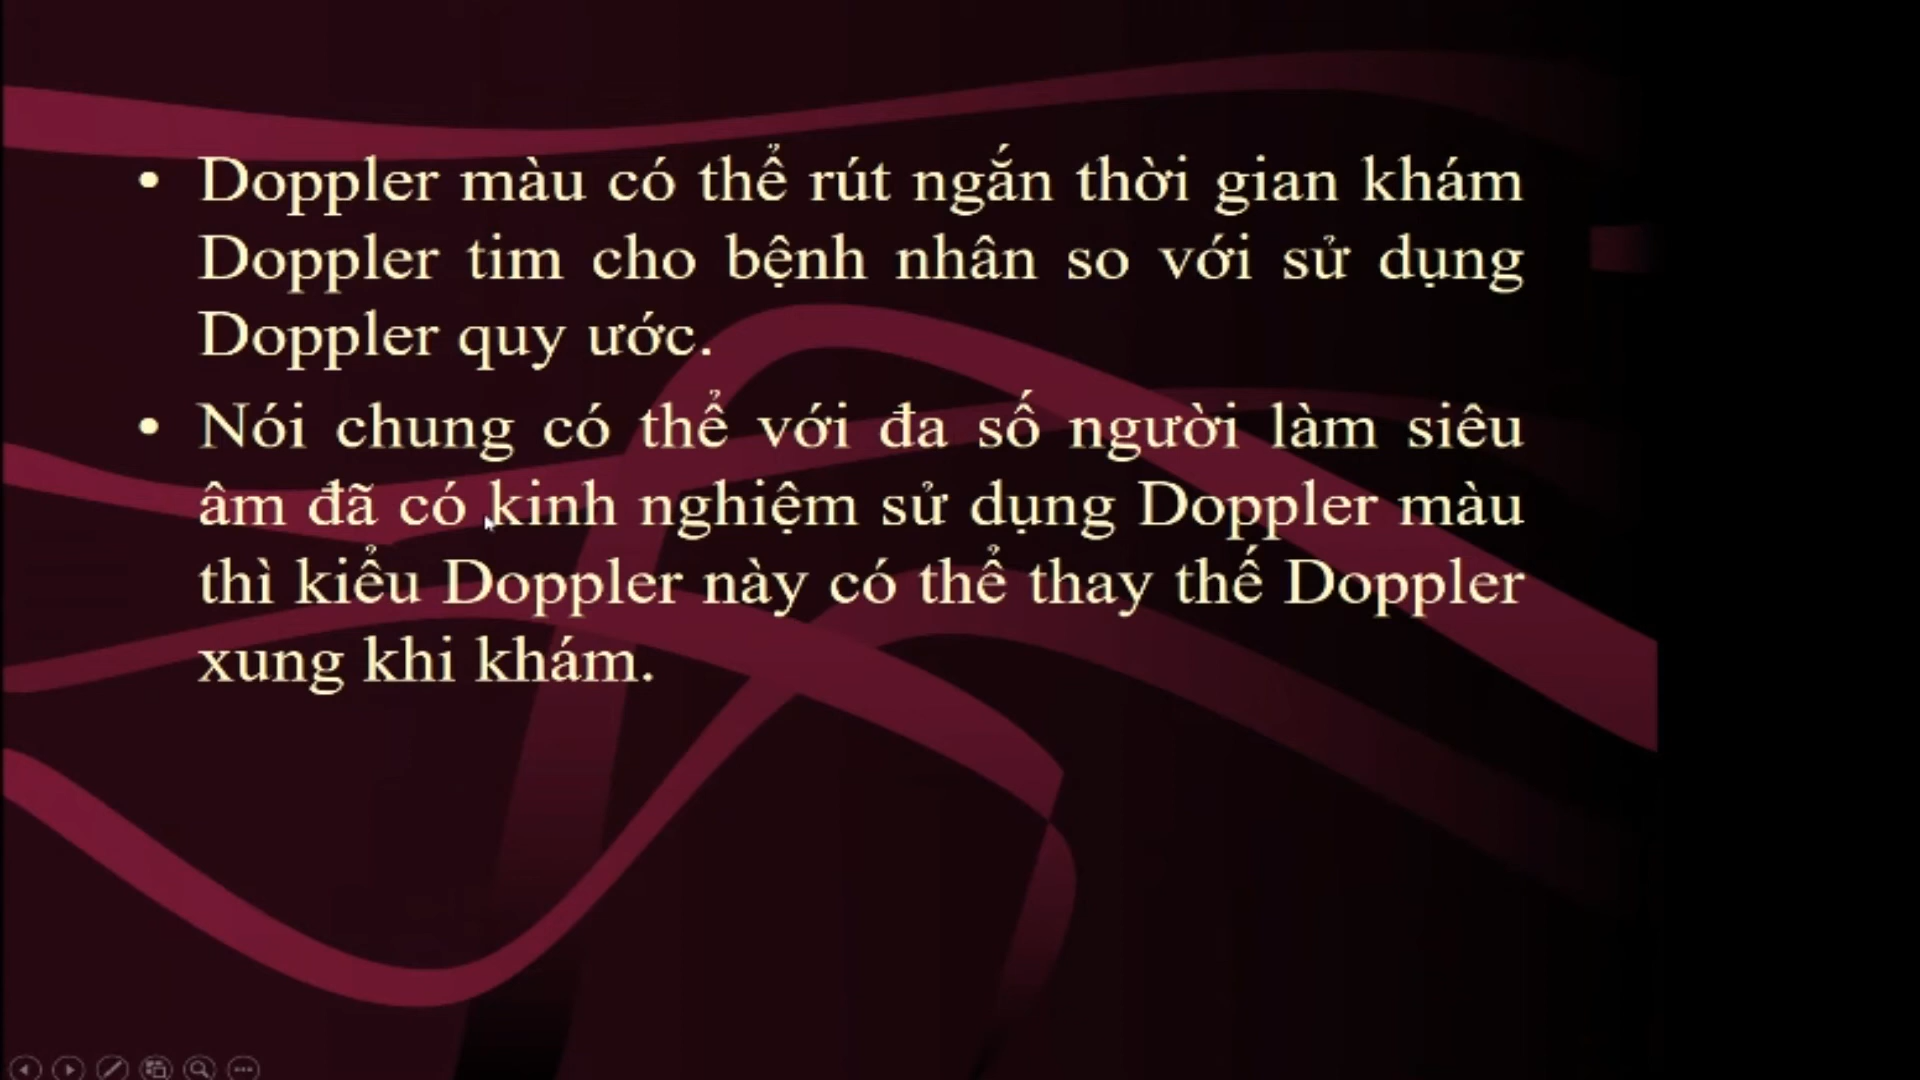 • Doppler màu có thể rút ngắn thời gian khám
Doppler tim cho bệnh nhân so với sử dụng
Doppler quy ước.
• Nói chung có thể với đa số người làm siêu
âm đã có kinh nghiệm sử dụng Doppler màu
thì kiểu Doppler này có thể thay thế Doppler
xung khi khám.